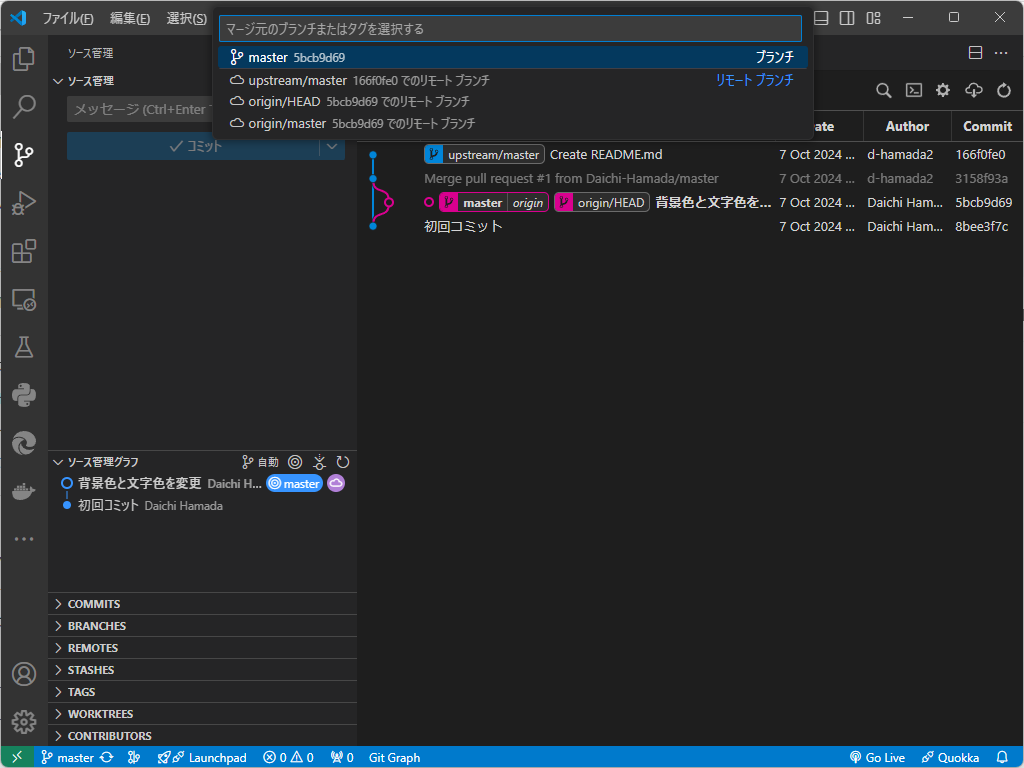 ファイル(F) 編集(E) 選択(S)
マージ元のブランチまたはタグを選択する
master 5bcb9d69 ブランチ
upstream/master 166f0fe0 でのリモート ブランチ リモート ブランチ
origin/HEAD 5bcb9d69 でのリモート ブランチ
origin/master 5bcb9d69 でのリモート ブランチ
ソース管理
ソース管理
メッセージ (Ctrl+Enter
コミット
ate Author Commit
upstream/master Create README.md 7 Oct 2024 ... d-hamada2 166f0fe0
Merge pull request #1 from Daichi-Hamada/master 7 Oct 2024 ... d-hamada2 3158f93a
master origin origin/HEAD 背景色と文字色を... 7 Oct 2024 ... Daichi Ham... 5bcb9d69
初回コミット 7 Oct 2024 ... Daichi Ham... 8bee3f7c
ソース管理グラフ 自動
背景色と文字色を変更 Daichi H... master
初回コミット Daichi Hamada
COMMITS
BRANCHES
REMOTES
STASHES
TAGS
WORKTREES
CONTRIBUTORS
master Launchpad 0 0 0 Git Graph Go Live Quokka